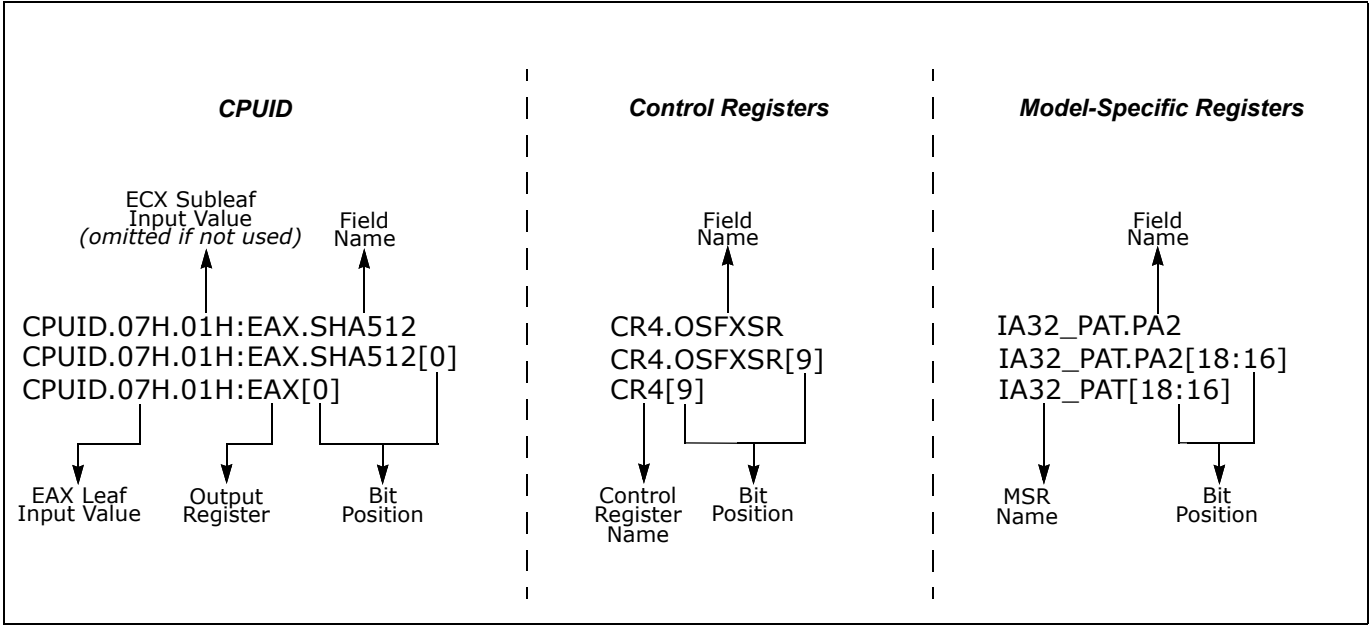 CPUID
Control Registers
Model-Specific Registers
ECX Subleaf
Input Value
(omitted if not used)
Field
Name
CPUID.07H.01H:EAX.SHA512
CPUID.07H.01H:EAX.SHA512[0]
CPUID.07H.01H:EAX[0]
EAX Leaf
Input Value
Output
Register
Bit
Position
Field
Name
CR4.OSFXSR
CR4.OSFXSR[9]
CR4[9]
Control
Register
Name
Bit
Position
Field
Name
IA32_PAT.PA2
IA32_PAT.PA2[18:16]
IA32_PAT[18:16]
MSR
Name
Bit
Position